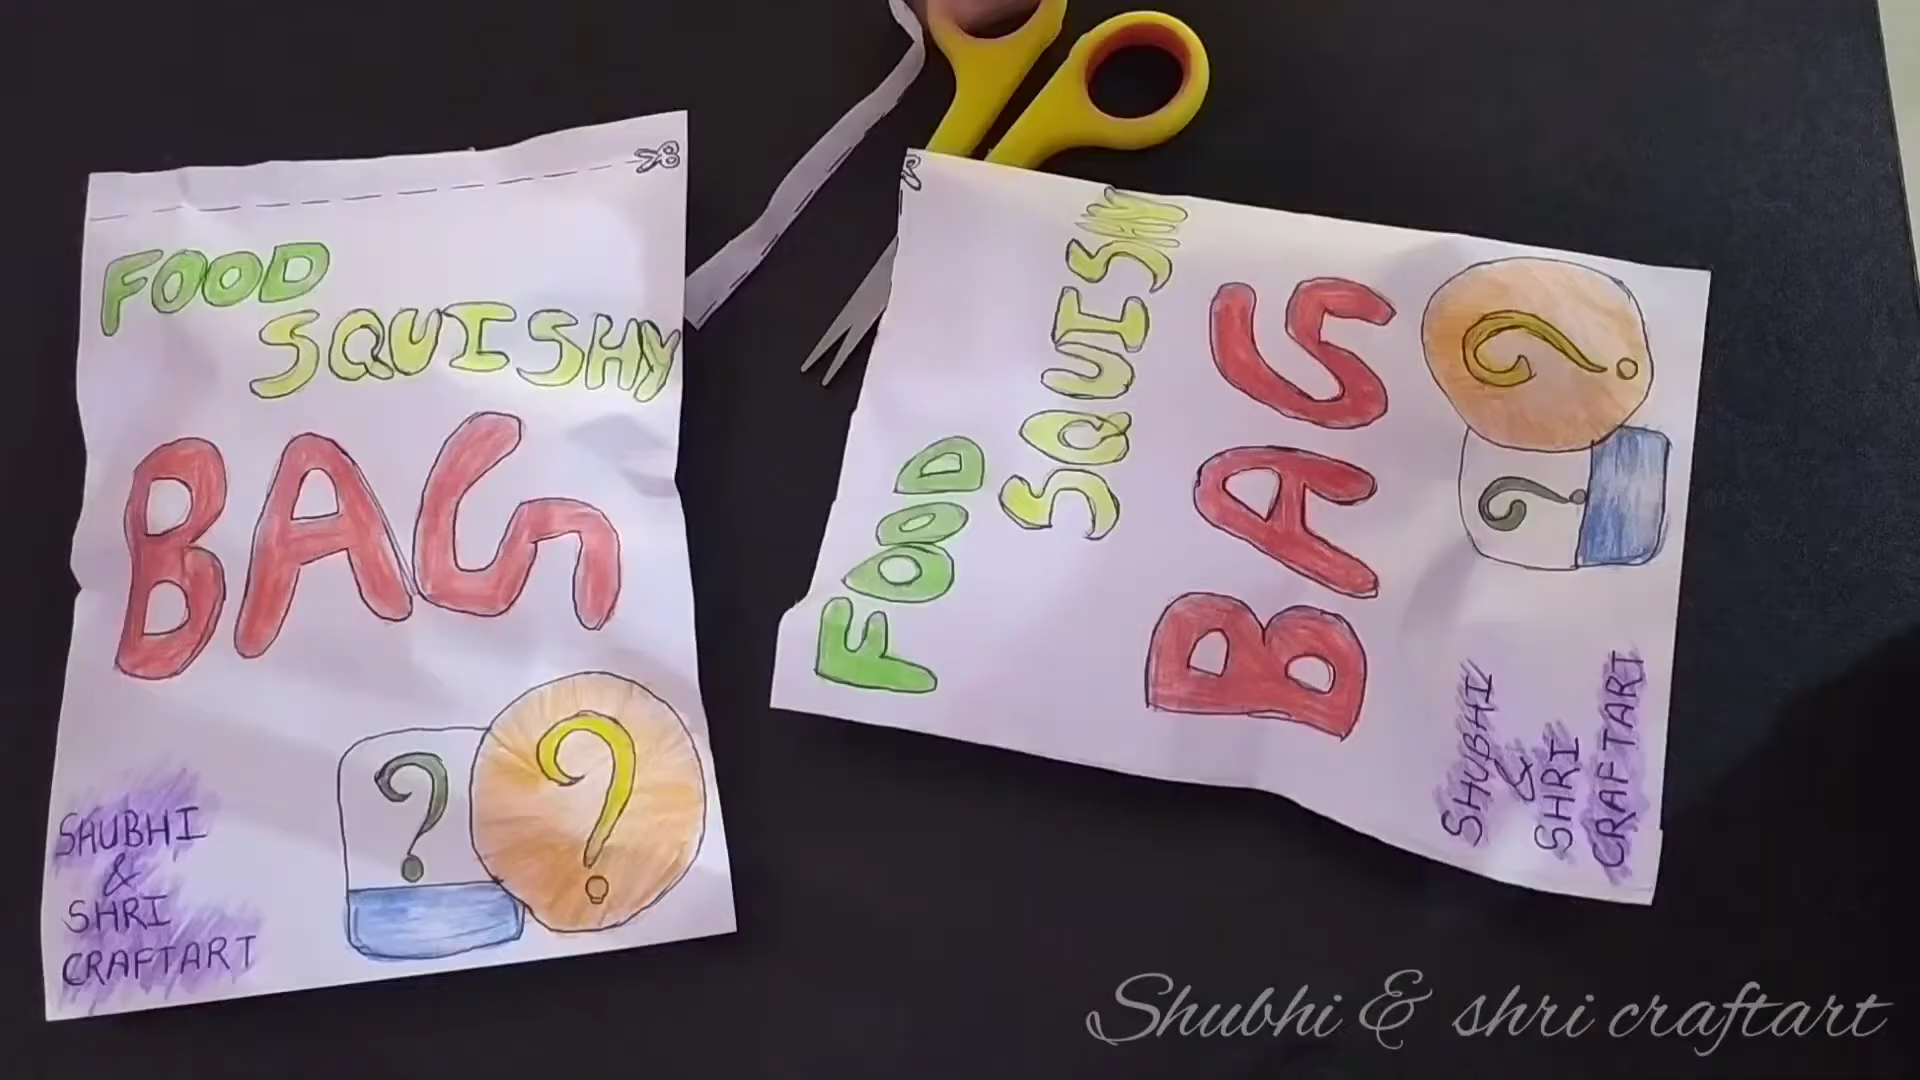 FOOD
SQUISHY
BAG
?
?
SHUBHI
&
SHRI
CRAFTART
FOOD
SQUISHY
BAG
?
?
SHUBHI
&
SHRI
CRAFTART
Shubhi & shri craftart